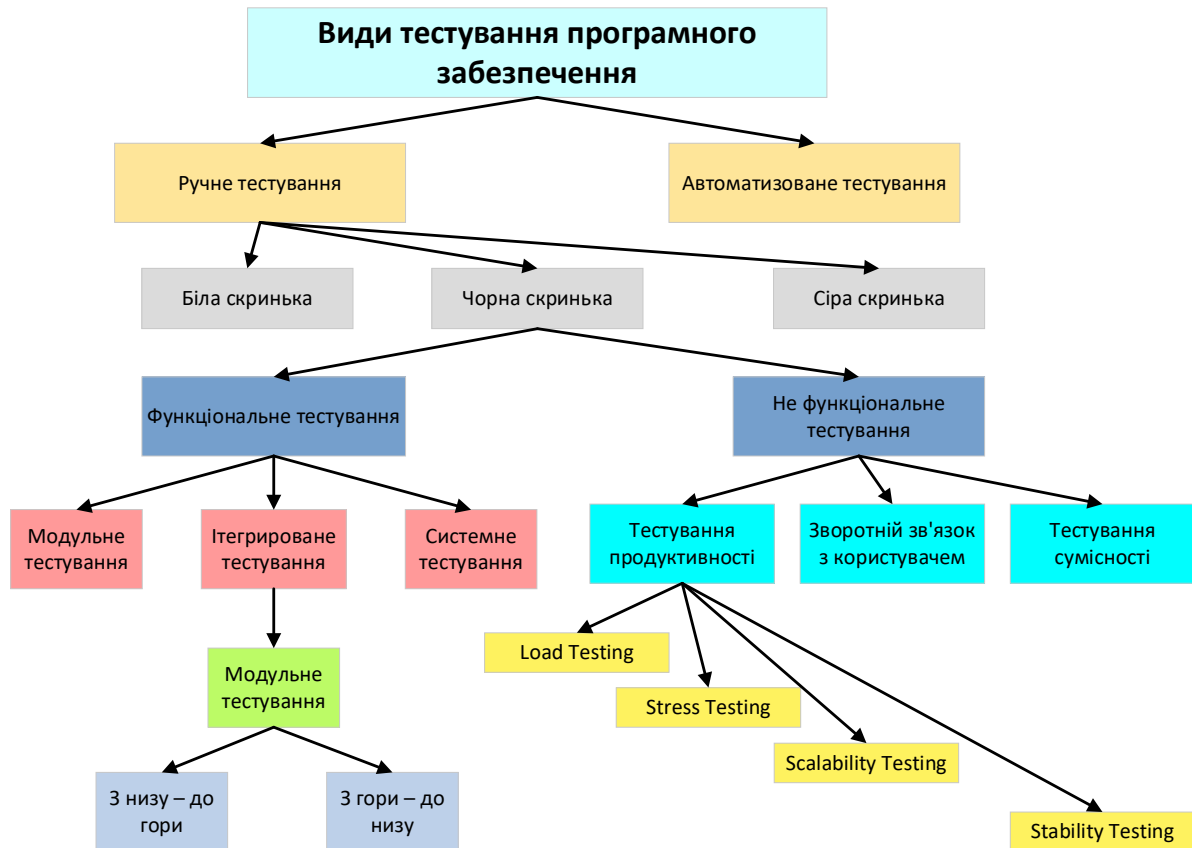 Види тестування програмного
забезпечення
Ручне тестування
Автоматизоване тестування
Біла скринька
Чорна скринька
Сіра скринька
Функціональне тестування
Не функціональне
тестування
Модульне
тестування
Ітегрироване
тестування
Системне
тестування
Тестування
продуктивності
Зворотній зв'язок
з користувачем
Тестування
сумісності
Load Testing
Stress Testing
Scalability Testing
Stability Testing
Модульне
тестування
З низу – до
гори
З гори – до
низу